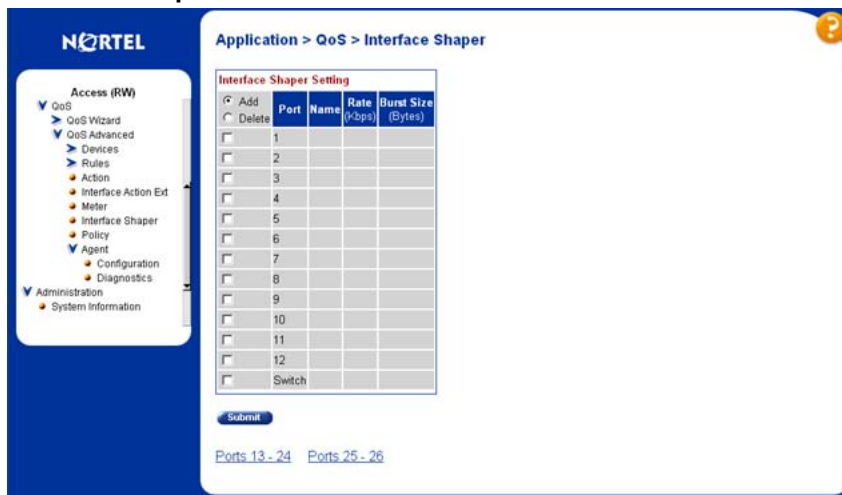 NORTEL
Application > QoS > Interface Shaper
?
Access (RW)
QoS
QoS Wizard
QoS Advanced
Devices
Rules
Action
Interface Action Ext
Meter
Interface Shaper
Policy
Agent
Configuration
Diagnostics
Administration
System Information
Interface Shaper Setting
Add
Delete
Port Name Rate (Kbps) Burst Size (Bytes)
1
2
3
4
5
6
7
8
9
10
11
12
Switch
Submit
Ports 13 - 24 Ports 25 - 26